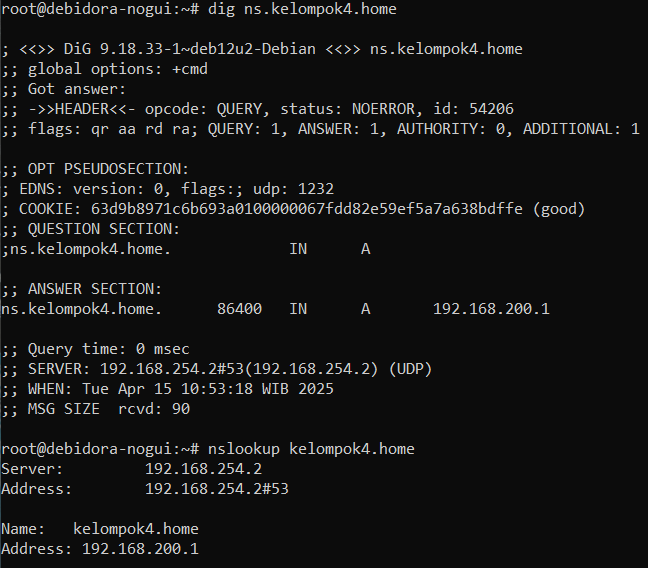 root@debidora-nogui:~# dig ns.kelompok4.home

; <<>> DiG 9.18.33-1~deb12u2-Debian <<>> ns.kelompok4.home
;; global options: +cmd
;; Got answer:
;; ->>HEADER<<- opcode: QUERY, status: NOERROR, id: 54206
;; flags: qr aa rd ra; QUERY: 1, ANSWER: 1, AUTHORITY: 0, ADDITIONAL: 1

;; OPT PSEUDOSECTION:
; EDNS: version: 0, flags:; udp: 1232
; COOKIE: 63d9b8971c6b693a0100000067fdd82e59ef5a7a638bdffe (good)
;; QUESTION SECTION:
;ns.kelompok4.home.             IN      A

;; ANSWER SECTION:
ns.kelompok4.home.      86400   IN      A       192.168.200.1

;; Query time: 0 msec
;; SERVER: 192.168.254.2#53(192.168.254.2) (UDP)
;; WHEN: Tue Apr 15 10:53:18 WIB 2025
;; MSG SIZE  rcvd: 90

root@debidora-nogui:~# nslookup kelompok4.home
Server:         192.168.254.2
Address:        192.168.254.2#53

Name:   kelompok4.home
Address: 192.168.200.1